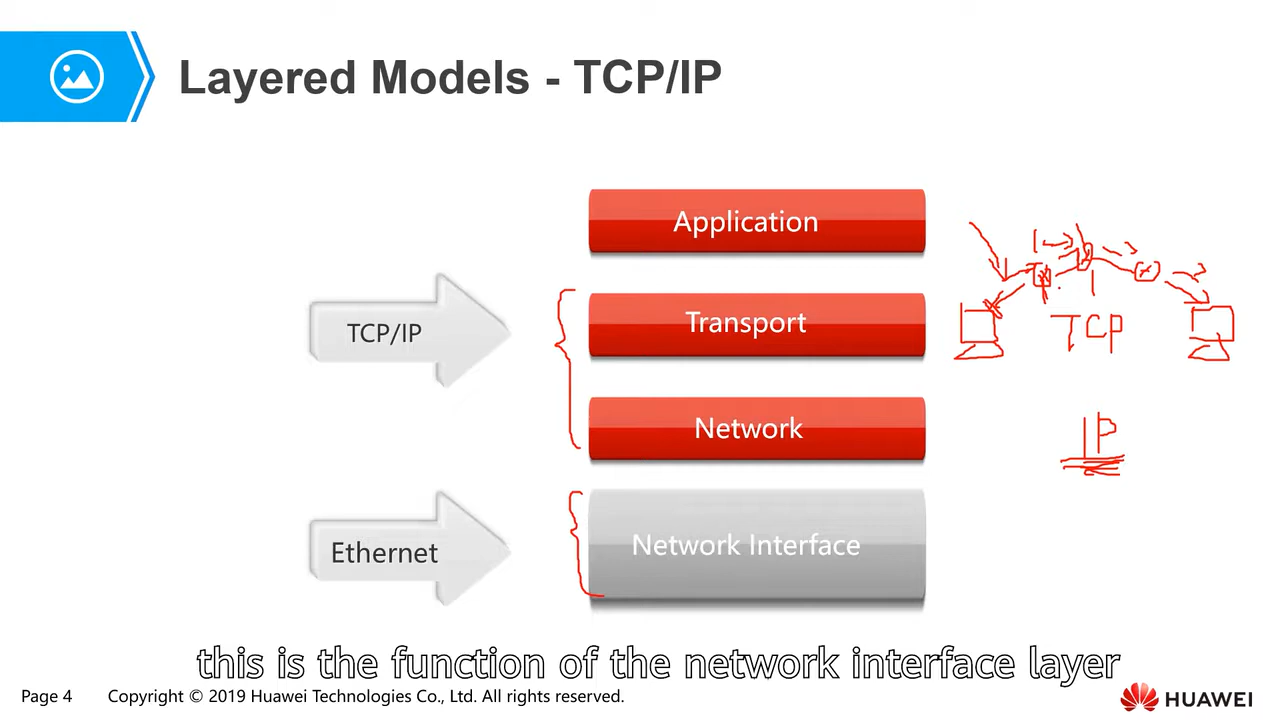 Layered Models - TCP/IP
Application
TCP/IP
Transport
TCP
Network
IP
Ethernet
Network Interface
this is the function of the network interface layer
Page 4
Copyright © 2019 Huawei Technologies Co., Ltd. All rights reserved.
HUAWEI